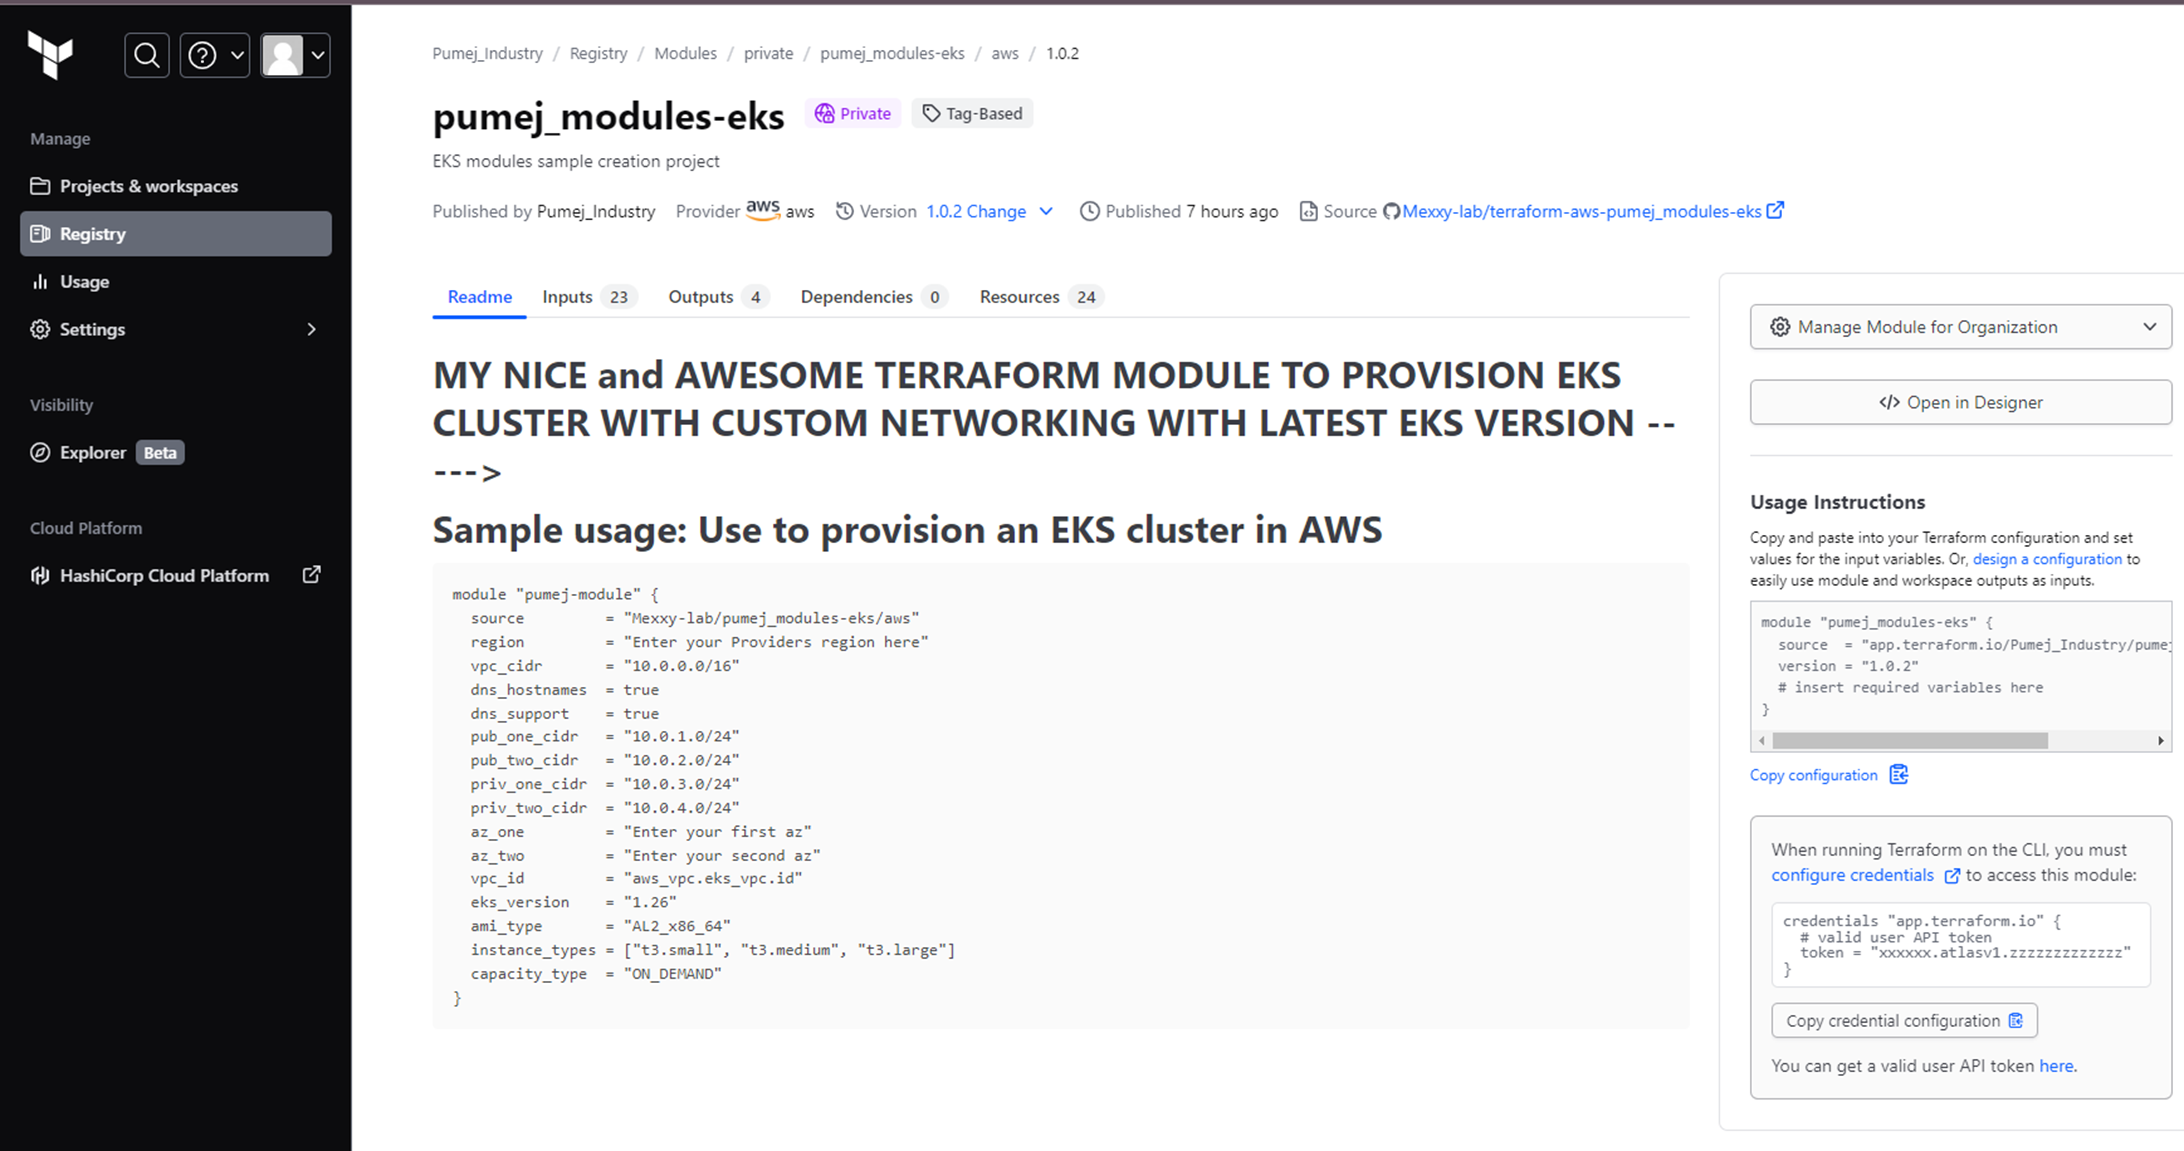 Manage
Projects & workspaces
Registry
Usage
Settings
Visibility
Explorer Beta
Cloud Platform
HashiCorp Cloud Platform
Pumej_Industry / Registry / Modules / private / pumej_modules-eks / aws / 1.0.2
pumej_modules-eks Private Tag-Based
EKS modules sample creation project
Published by Pumej_Industry Provider aws aws Version 1.0.2 Change Published 7 hours ago Source Mexxy-lab/terraform-aws-pumej_modules-eks
Readme Inputs 23 Outputs 4 Dependencies 0 Resources 24
MY NICE and AWESOME TERRAFORM MODULE TO PROVISION EKS
CLUSTER WITH CUSTOM NETWORKING WITH LATEST EKS VERSION --
--->
Sample usage: Use to provision an EKS cluster in AWS
module "pumej-module" {
source = "Mexxy-lab/pumej_modules-eks/aws"
region = "Enter your Providers region here"
vpc_cidr = "10.0.0.0/16"
dns_hostnames = true
dns_support = true
pub_one_cidr = "10.0.1.0/24"
pub_two_cidr = "10.0.2.0/24"
priv_one_cidr = "10.0.3.0/24"
priv_two_cidr = "10.0.4.0/24"
az_one = "Enter your first az"
az_two = "Enter your second az"
vpc_id = "aws_vpc.eks_vpc.id"
eks_version = "1.26"
ami_type = "AL2_x86_64"
instance_types = ["t3.small", "t3.medium", "t3.large"]
capacity_type = "ON_DEMAND"
}
Manage Module for Organization
</> Open in Designer
Usage Instructions
Copy and paste into your Terraform configuration and set
values for the input variables. Or, design a configuration to
easily use module and workspace outputs as inputs.
module "pumej_modules-eks" {
source = "app.terraform.io/Pumej_Industry/pumej
version = "1.0.2"
# insert required variables here
}
Copy configuration
When running Terraform on the CLI, you must
configure credentials to access this module:
credentials "app.terraform.io" {
# valid user API token
token = "xxxxxx.atlasv1.zzzzzzzzzzzzz"
}
Copy credential configuration
You can get a valid user API token here.